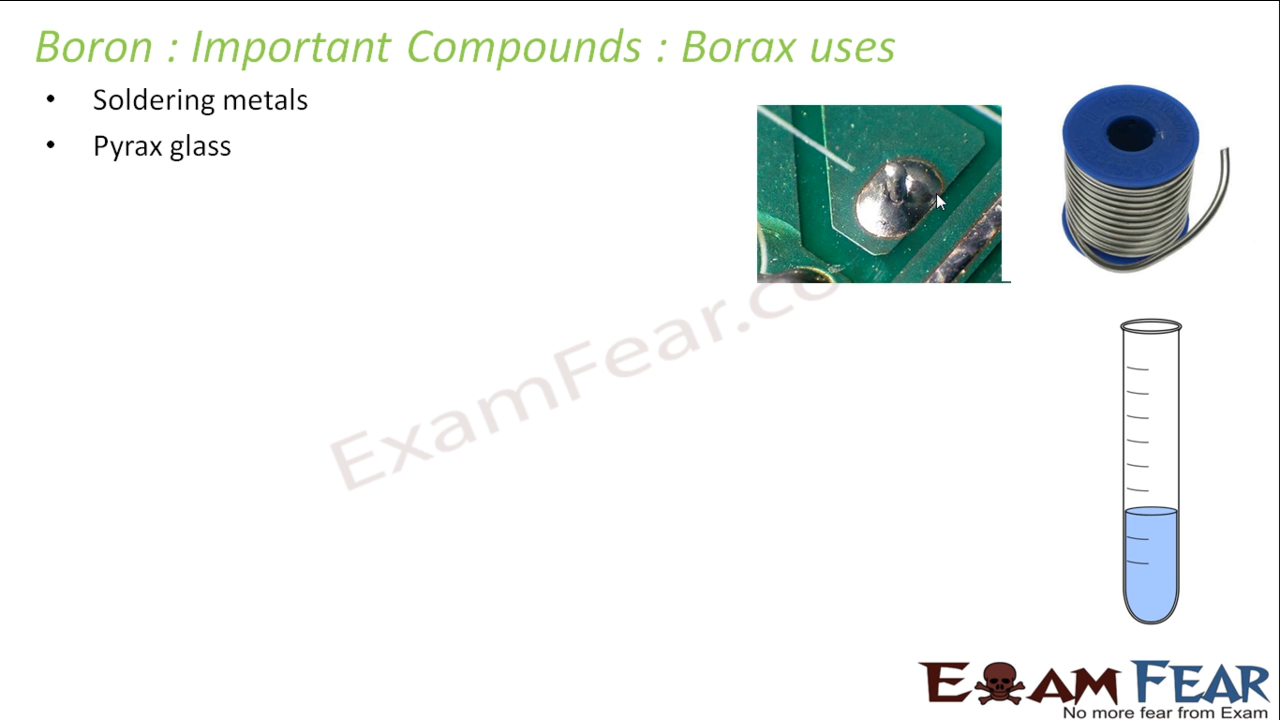 Boron : Important Compounds : Borax uses
• Soldering metals
• Pyrax glass
ExamFear.co
EXAM FEAR
No more fear from Exam